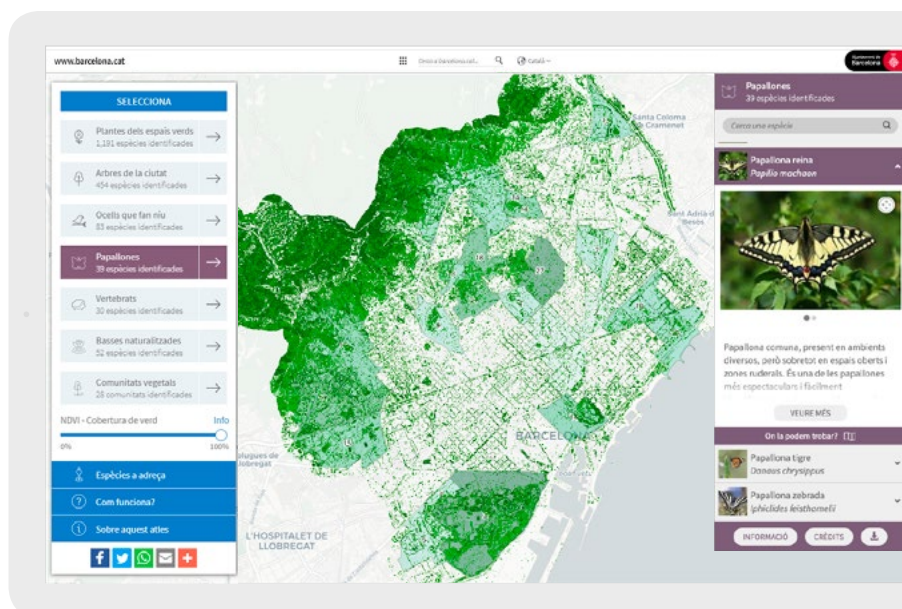 www.barcelona.cat
Català
Ajuntament de
Barcelona
SELECCIONA
Plantes dels espais verds
1,191 espècies identificades
Arbres de la ciutat
454 espècies identificades
Ocells que fan niu
83 espècies identificades
Papallones
39 espècies identificades
Vertebrats
30 espècies identificades
Basses naturalitzades
52 espècies identificades
Comunitats vegetals
28 comunitats identificades
NDVI - Cobertura de verd
Info
0%
100%
Espècies a adreça
Com funciona?
Sobre aquest atles
Santa Coloma
de Gramenet
Sant Adrià de
Besòs
BARCELONA
L'HOSPITALET DE
LLOBREGAT
Papallones
39 espècies identificades
Cerca una espècie
Papallona reina
Papilio machaon
Papallona comuna, present en ambients
diversos, però sobretot en espais oberts i
zones ruderals. És una de les papallones
més espectaculars i fàcilment
VEURE MÉS
On la podem trobar?
Papallona tigre
Danaus chrysippus
Papallona zebrada
Iphiclides feisthamelii
INFORMACIÓ
CRÈDITS